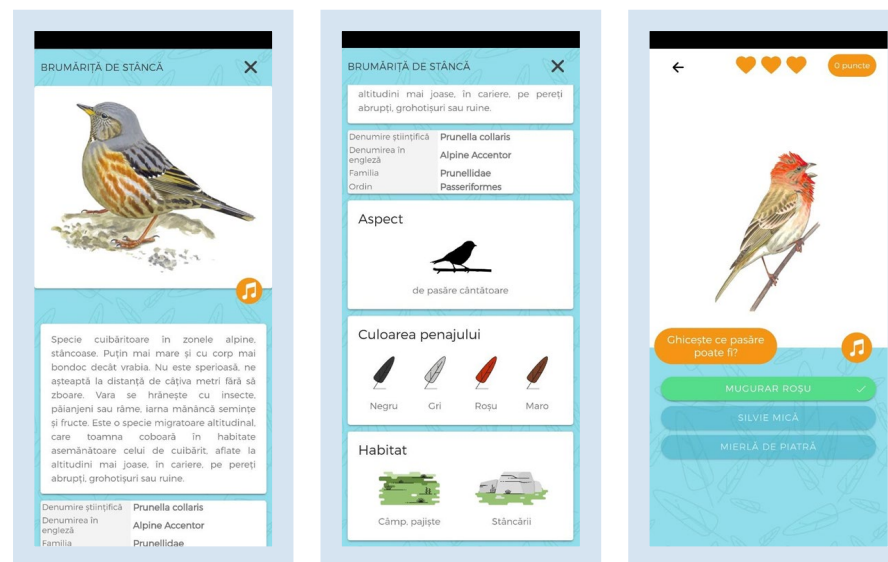 BRUMĂRIȚĂ DE STÂNCĂ
Specie cuibăritoare în zonele alpine,
stâncoase. Puțin mai mare și cu corp mai
bondoc decât vrabia. Nu este sperioasă, ne
așteaptă la distanță de câțiva metri fără să
zboare. Vara se hrănește cu insecte,
păianjeni sau râme, iarna mănâncă semințe
și fructe. Este o specie migratoare altitudinal,
care toamna coboară în habitate
asemănătoare celui de cuibărit, aflate la
altitudini mai joase, în cariere, pe pereți
abrupți, grohotișuri sau ruine.
Denumire științifică Prunella collaris
Denumirea în
engleză Alpine Accentor
Familia Prunellidae
BRUMĂRIȚĂ DE STÂNCĂ
altitudini mai joase, în cariere, pe pereți
abrupți, grohotișuri sau ruine.
Denumire științifică Prunella collaris
Denumirea în
engleză Alpine Accentor
Familia Prunellidae
Ordin Passeriformes
Aspect
de pasăre cântătoare
Culoarea penajului
Negru Gri Roșu Maro
Habitat
Câmp, pajiște Stâncării
0 puncte
Ghicește ce pasăre
poate fi?
MUGURAR ROȘU
SILVIE MICĂ
MIERLĂ DE PIATRĂ